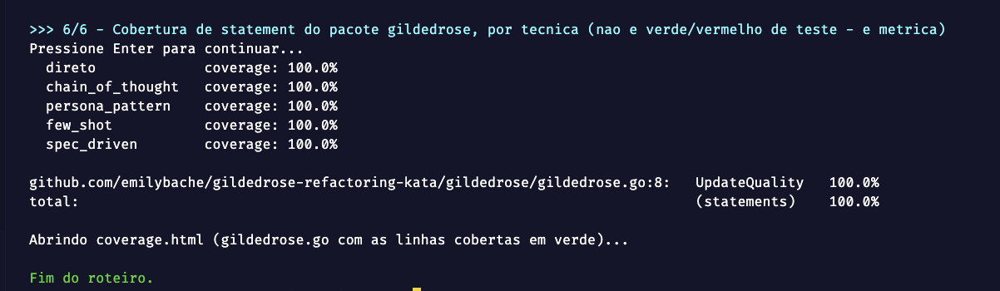 >>> 6/6 - Cobertura de statement do pacote gildedrose, por tecnica (nao e verde/vermelho de teste - e metrica)
Pressione Enter para continuar...
direto coverage: 100.0%
chain_of_thought coverage: 100.0%
persona_pattern coverage: 100.0%
few_shot coverage: 100.0%
spec_driven coverage: 100.0%
github.com/emilybache/gildedrose-refactoring-kata/gildedrose/gildedrose.go:8: UpdateQuality 100.0%
total: (statements) 100.0%
Abrindo coverage.html (gildedrose.go com as linhas cobertas em verde)...
Fim do roteiro.